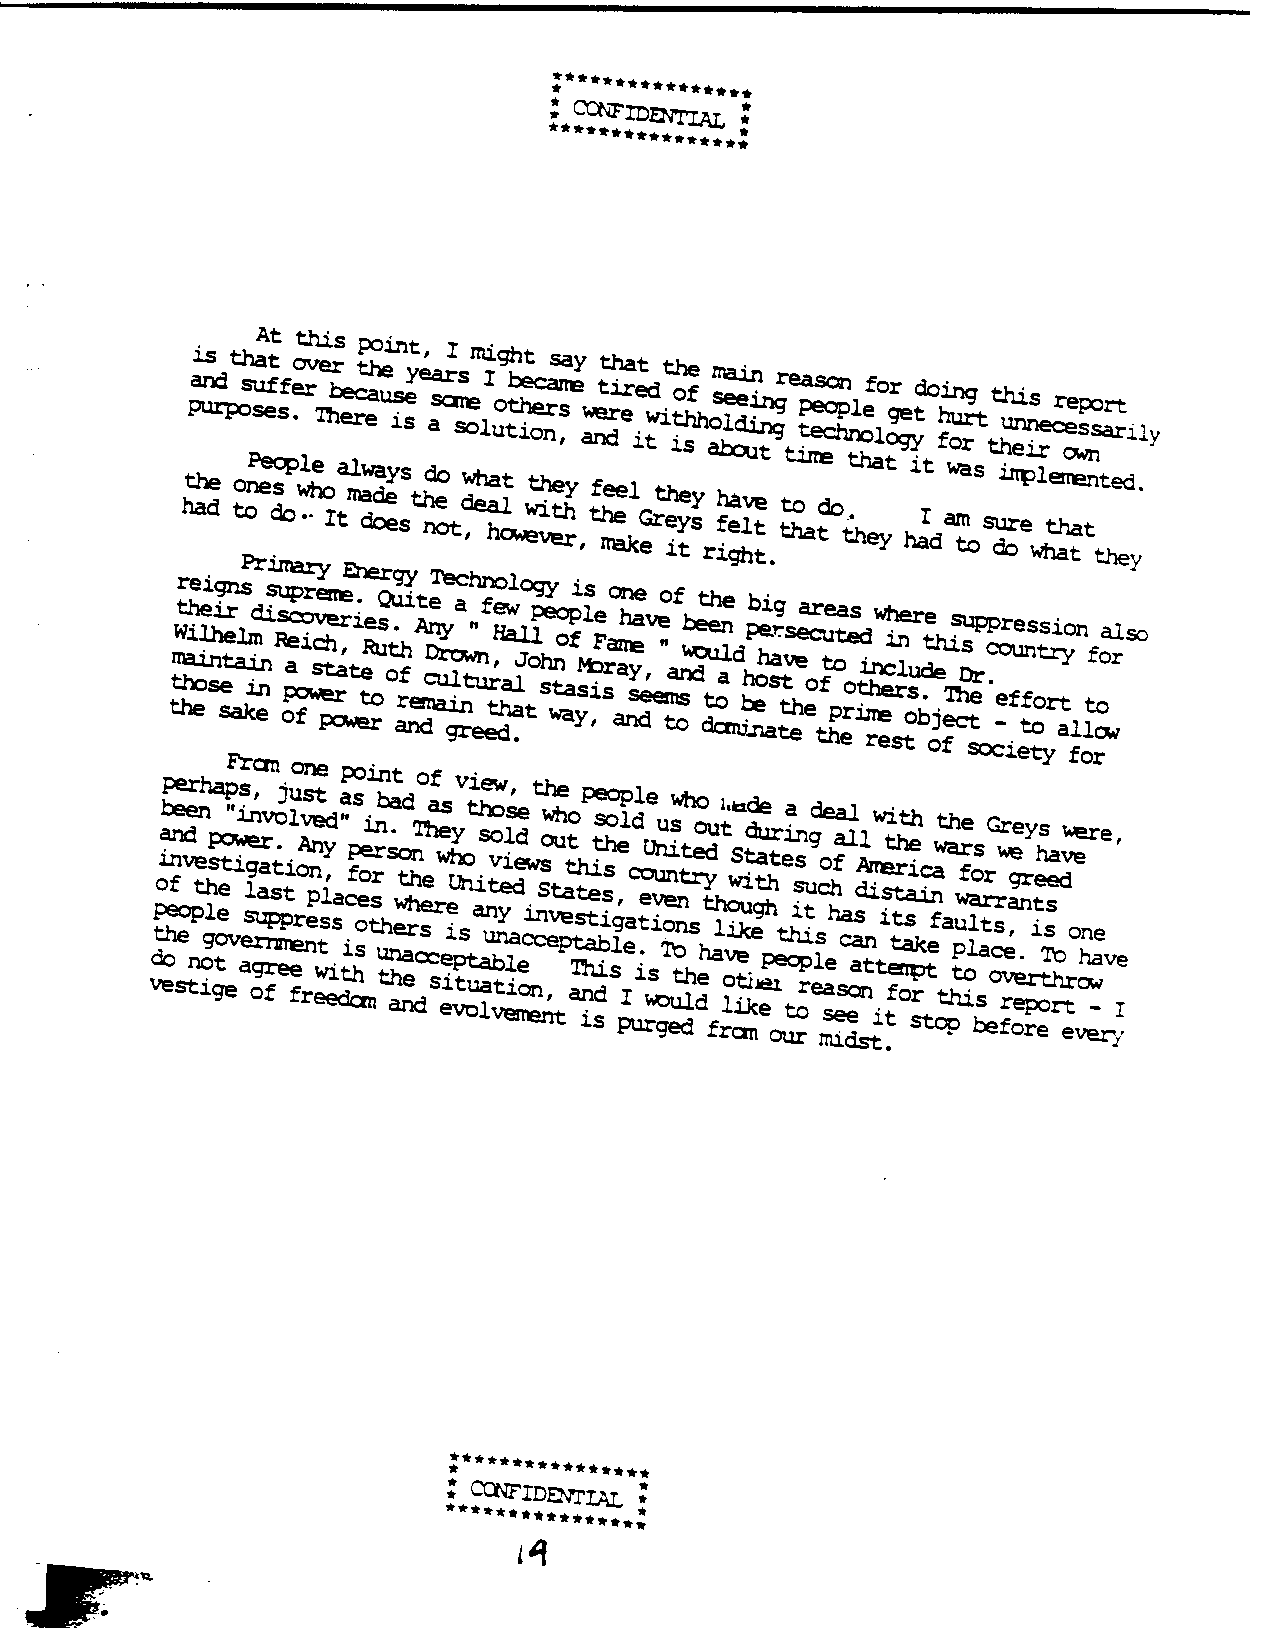 ****************
* CONFIDENTIAL *
****************
At this point, I might say that the main reason for doing this report
is that over the years I became tired of seeing people get hurt unnecessarily
and suffer because some others were withholding technology for their own
purposes. There is a solution, and it is about time that it was implemented.
People always do what they feel they have to do. I am sure that
the ones who made the deal with the Greys felt that they had to do what they
had to do.. It does not, however, make it right.
Primary Energy Technology is one of the big areas where suppression also
reigns supreme. Quite a few people have been persecuted in this country for
their discoveries. Any " Hall of Fame " would have to include Dr.
Wilhelm Reich, Ruth Drown, John Moray, and a host of others. The effort to
maintain a state of cultural stasis seems to be the prime object - to allow
those in power to remain that way, and to dominate the rest of society for
the sake of power and greed.
From one point of view, the people who made a deal with the Greys were,
perhaps, just as bad as those who sold us out during all the wars we have
been "involved" in. They sold out the United States of America for greed
and power. Any person who views this country with such distain warrants
investigation, for the United States, even though it has its faults, is one
of the last places where any investigations like this can take place. To have
people suppress others is unacceptable. To have people attempt to overthrow
the government is unacceptable This is the other reason for this report - I
do not agree with the situation, and I would like to see it stop before every
vestige of freedom and evolvement is purged from our midst.
****************
* CONFIDENTIAL *
****************
19